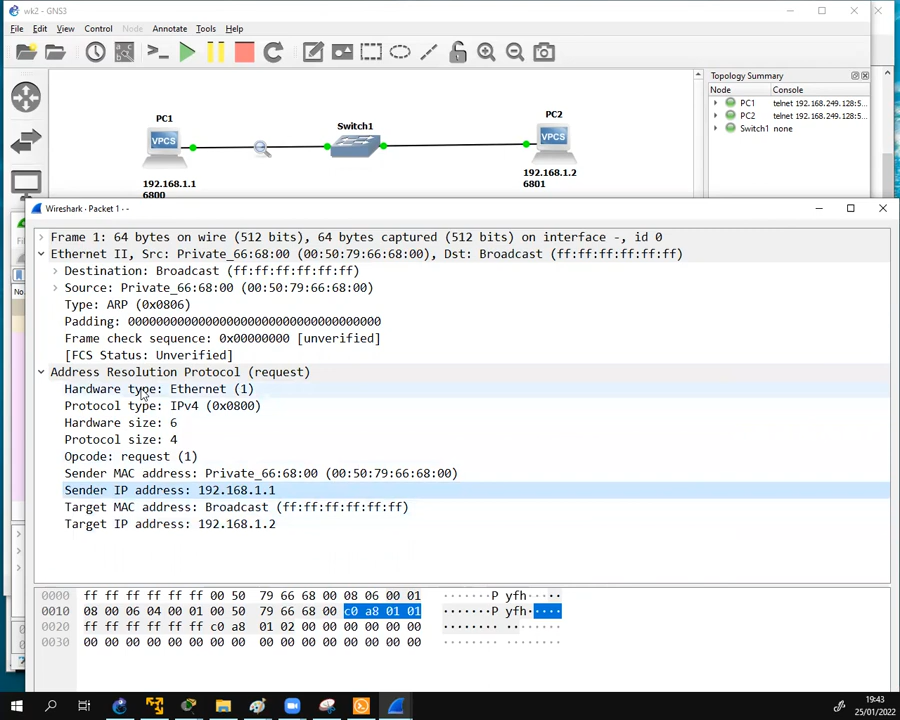 wk2 - GNS3
File Edit View Control Node Annotate Tools Help
PC1
VPCS
192.168.1.1
6800
Switch1
PC2
VPCS
192.168.1.2
6801
Topology Summary
Node Console
PC1 telnet 192.168.249.128:5...
PC2 telnet 192.168.249.128:5...
Switch1 none
Wireshark · Packet 1 · -
No.
Frame 1: 64 bytes on wire (512 bits), 64 bytes captured (512 bits) on interface -, id 0
Ethernet II, Src: Private_66:68:00 (00:50:79:66:68:00), Dst: Broadcast (ff:ff:ff:ff:ff:ff)
Destination: Broadcast (ff:ff:ff:ff:ff:ff)
Source: Private_66:68:00 (00:50:79:66:68:00)
Type: ARP (0x0806)
Padding: 000000000000000000000000000000000000
Frame check sequence: 0x00000000 [unverified]
[FCS Status: Unverified]
Address Resolution Protocol (request)
Hardware type: Ethernet (1)
Protocol type: IPv4 (0x0800)
Hardware size: 6
Protocol size: 4
Opcode: request (1)
Sender MAC address: Private_66:68:00 (00:50:79:66:68:00)
Sender IP address: 192.168.1.1
Target MAC address: Broadcast (ff:ff:ff:ff:ff:ff)
Target IP address: 192.168.1.2
0000 ff ff ff ff ff ff 00 50 79 66 68 00 08 06 00 01 ·······P yfh·····
0010 08 00 06 04 00 01 00 50 79 66 68 00 c0 a8 01 01 ·······P yfh·····
0020 ff ff ff ff ff ff c0 a8 01 02 00 00 00 00 00 00 ········ ········
0030 00 00 00 00 00 00 00 00 00 00 00 00 00 00 00 00 ········ ········
19:43
25/01/2022